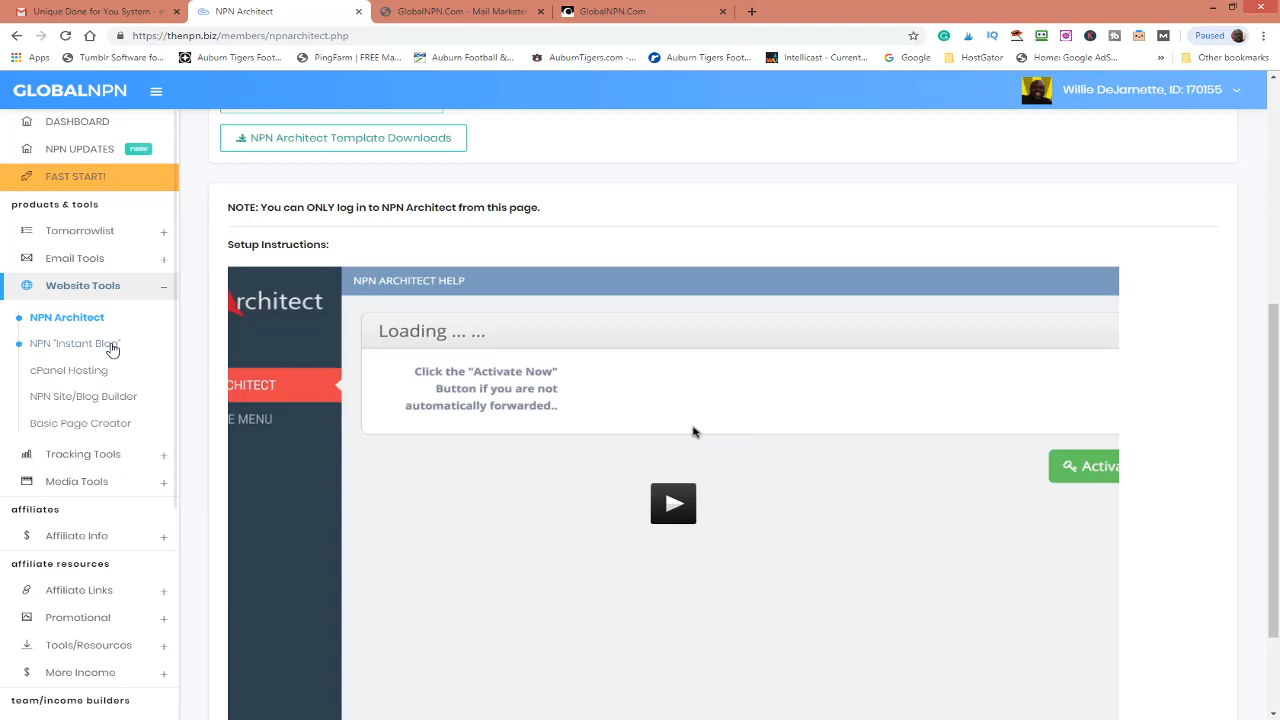 Unique Done for You System - m
NPN Architect
GlobalNPN.Com - Mail Markete
GlobalNPN.Com
https://thenpn.biz/members/npnarchitect.php
Paused
Apps
Tumblr Software fo
Auburn Tigers Foot...
PingFarm | FREE Ma...
Auburn Football &
AuburnTigers.com -...
Auburn Tigers Foot...
Intellicast - Current...
Google
HostGator
Home: Google AdS...
»
Other bookmarks
GLOBALNPN
Willie DeJarnette, ID: 170155
DASHBOARD
NPN UPDATES new
FAST START!
products & tools
Tomorrowlist +
Email Tools +
Website Tools –
NPN Architect
NPN "Instant Blog"
cPanel Hosting
NPN Site/Blog Builder
Basic Page Creator
Tracking Tools +
Media Tools +
affiliates
Affiliate Info +
affiliate resources
Affiliate Links +
Promotional +
Tools/Resources +
More Income +
team/income builders
NPN Architect Template Downloads
NOTE: You can ONLY log in to NPN Architect from this page.
Setup Instructions:
rchitect
NPN ARCHITECT HELP
Loading ... ...
CHITECT
E MENU
Click the "Activate Now"
Button if you are not
automatically forwarded..
Activa